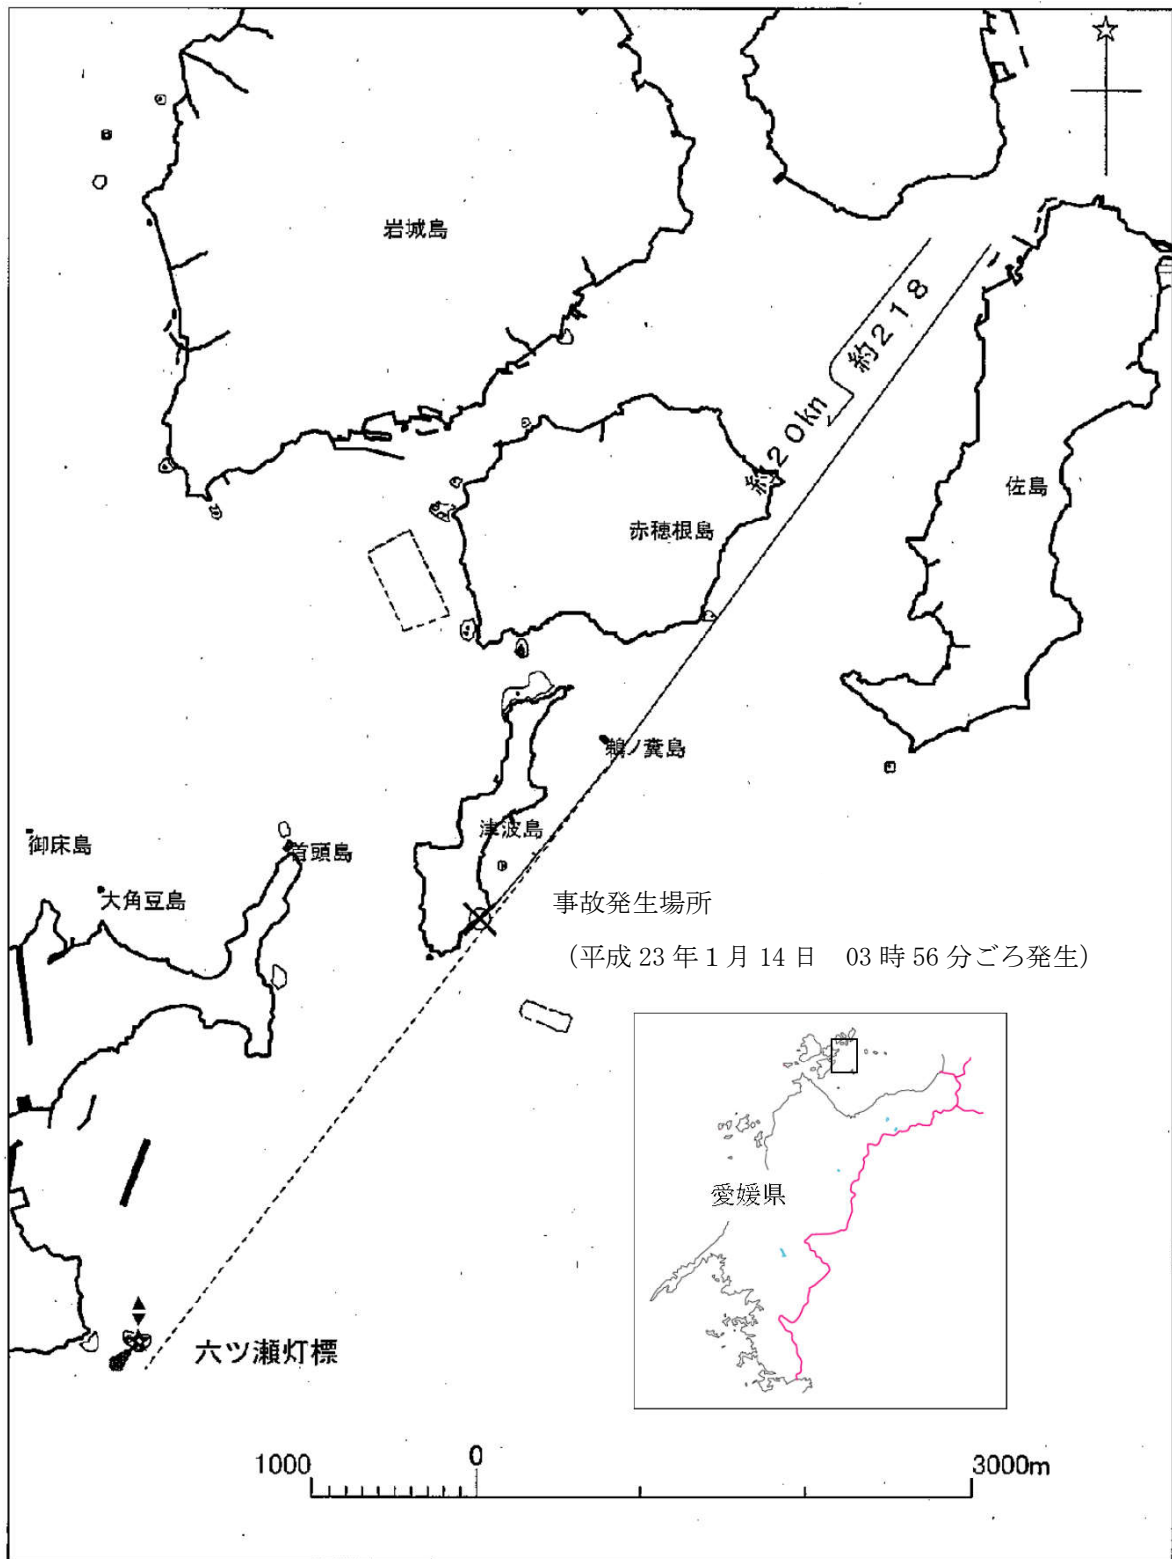 岩城島
約218
約20kn
佐島
赤穂根島
鵜ノ糞島
津波島
御床島
首頭島
大角豆島
事故発生場所
（平成23年1月14日　03時56分ごろ発生）
愛媛県
六ツ瀬灯標
1000
0
3000m